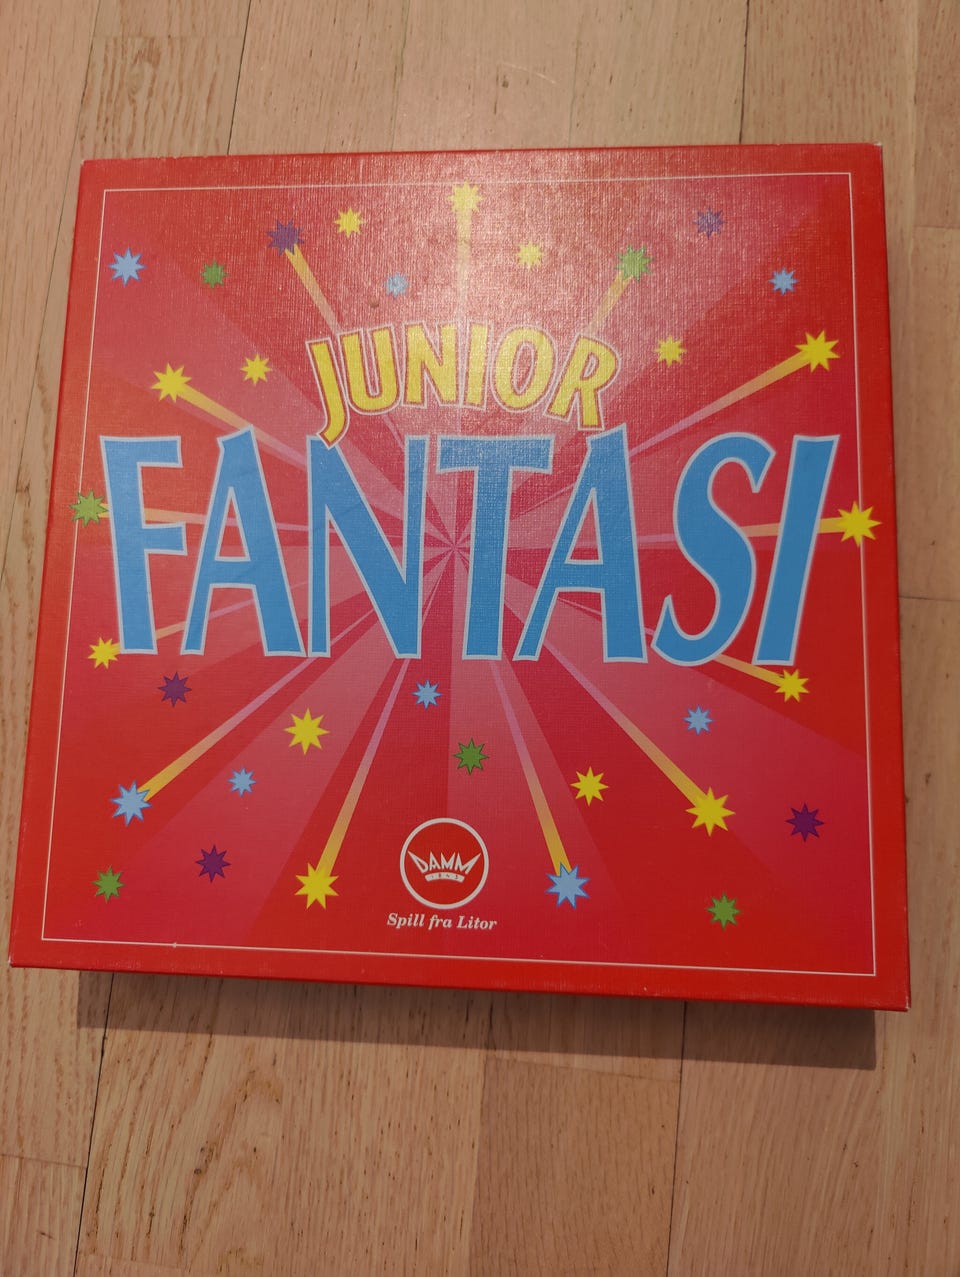 JUNIOR
FANTASI
DAMM
Spill fra Litor